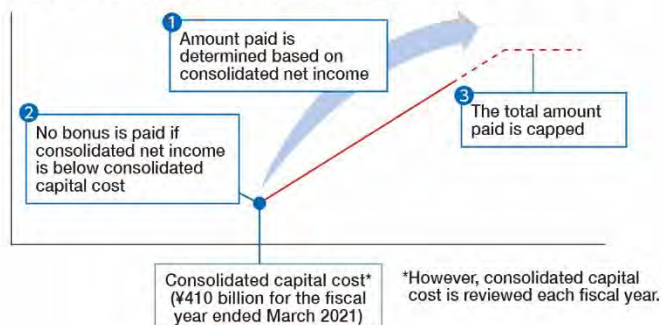 1
Amount paid is
determined based on
consolidated net income
2
No bonus is paid if
consolidated net income
is below consolidated
capital cost
3
The total amount
paid is capped
Consolidated capital cost*
(¥410 billion for the fiscal
year ended March 2021)
*However, consolidated capital
cost is reviewed each fiscal year.